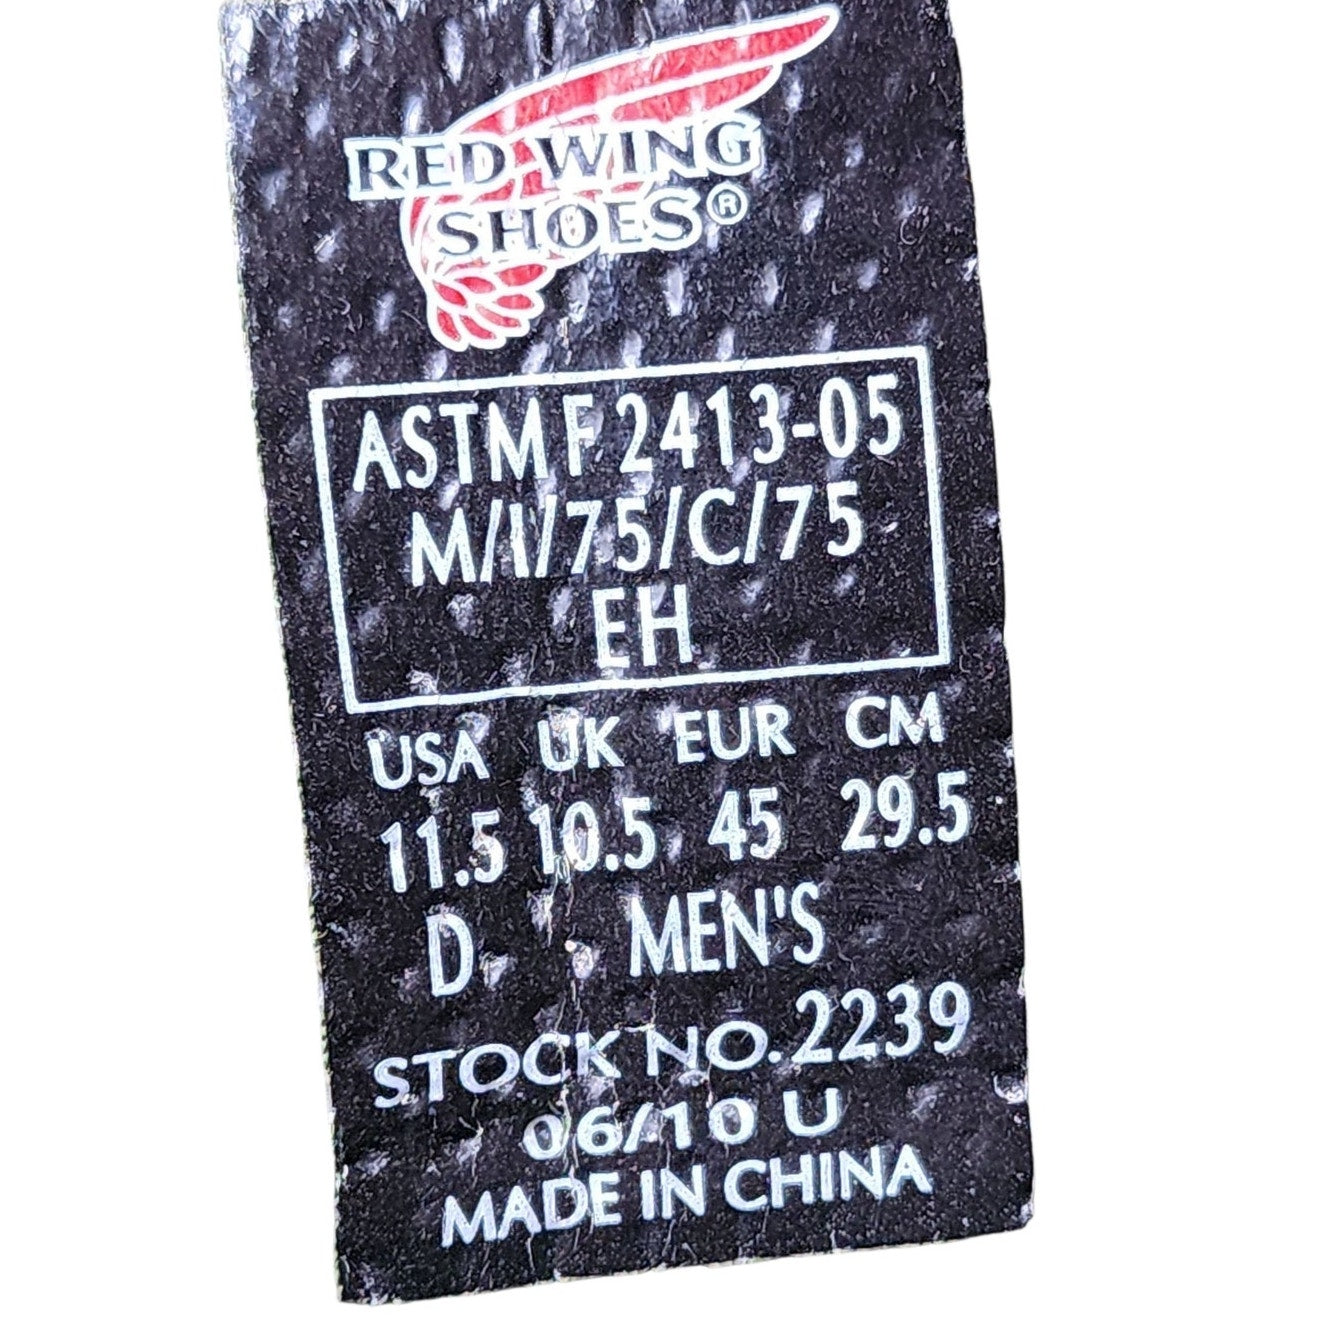 RED WING
SHOES®
ASTM F 2413-05
M/I/75/C/75
EH
USA UK EUR CM
11.5 10.5 45 29.5
D MEN'S
STOCK NO. 2239
06/10 U
MADE IN CHINA